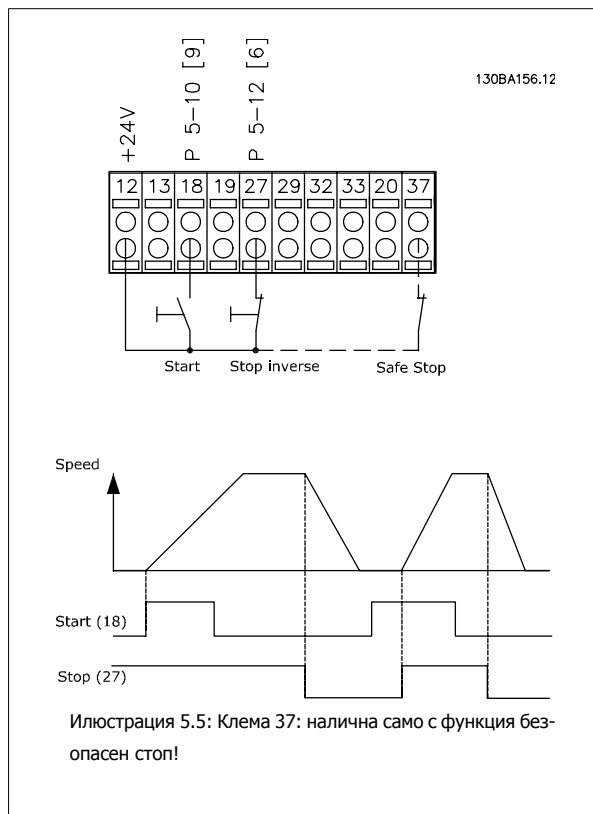 130BA156.12
+24V
P 5-10 [9]
P 5-12 [6]
12 13 18 19 27 29 32 33 20 37
Start Stop inverse Safe Stop
Speed
Start (18)
Stop (27)
Илюстрация 5.5: Клема 37: налична само с функция без-
опасен стоп!